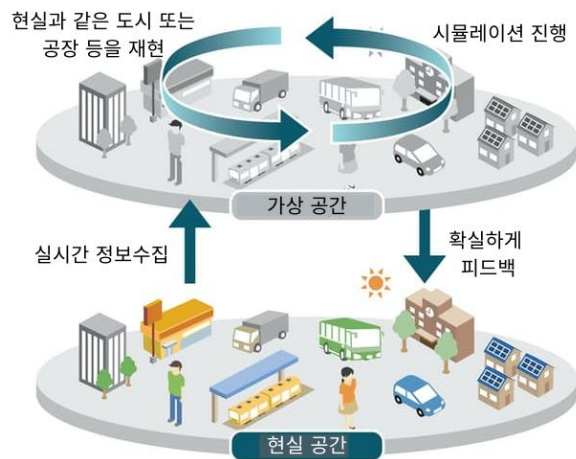 현실과 같은 도시 또는
공장 등을 재현
시뮬레이션 진행
가상 공간
실시간 정보수집
확실하게
피드백
현실 공간